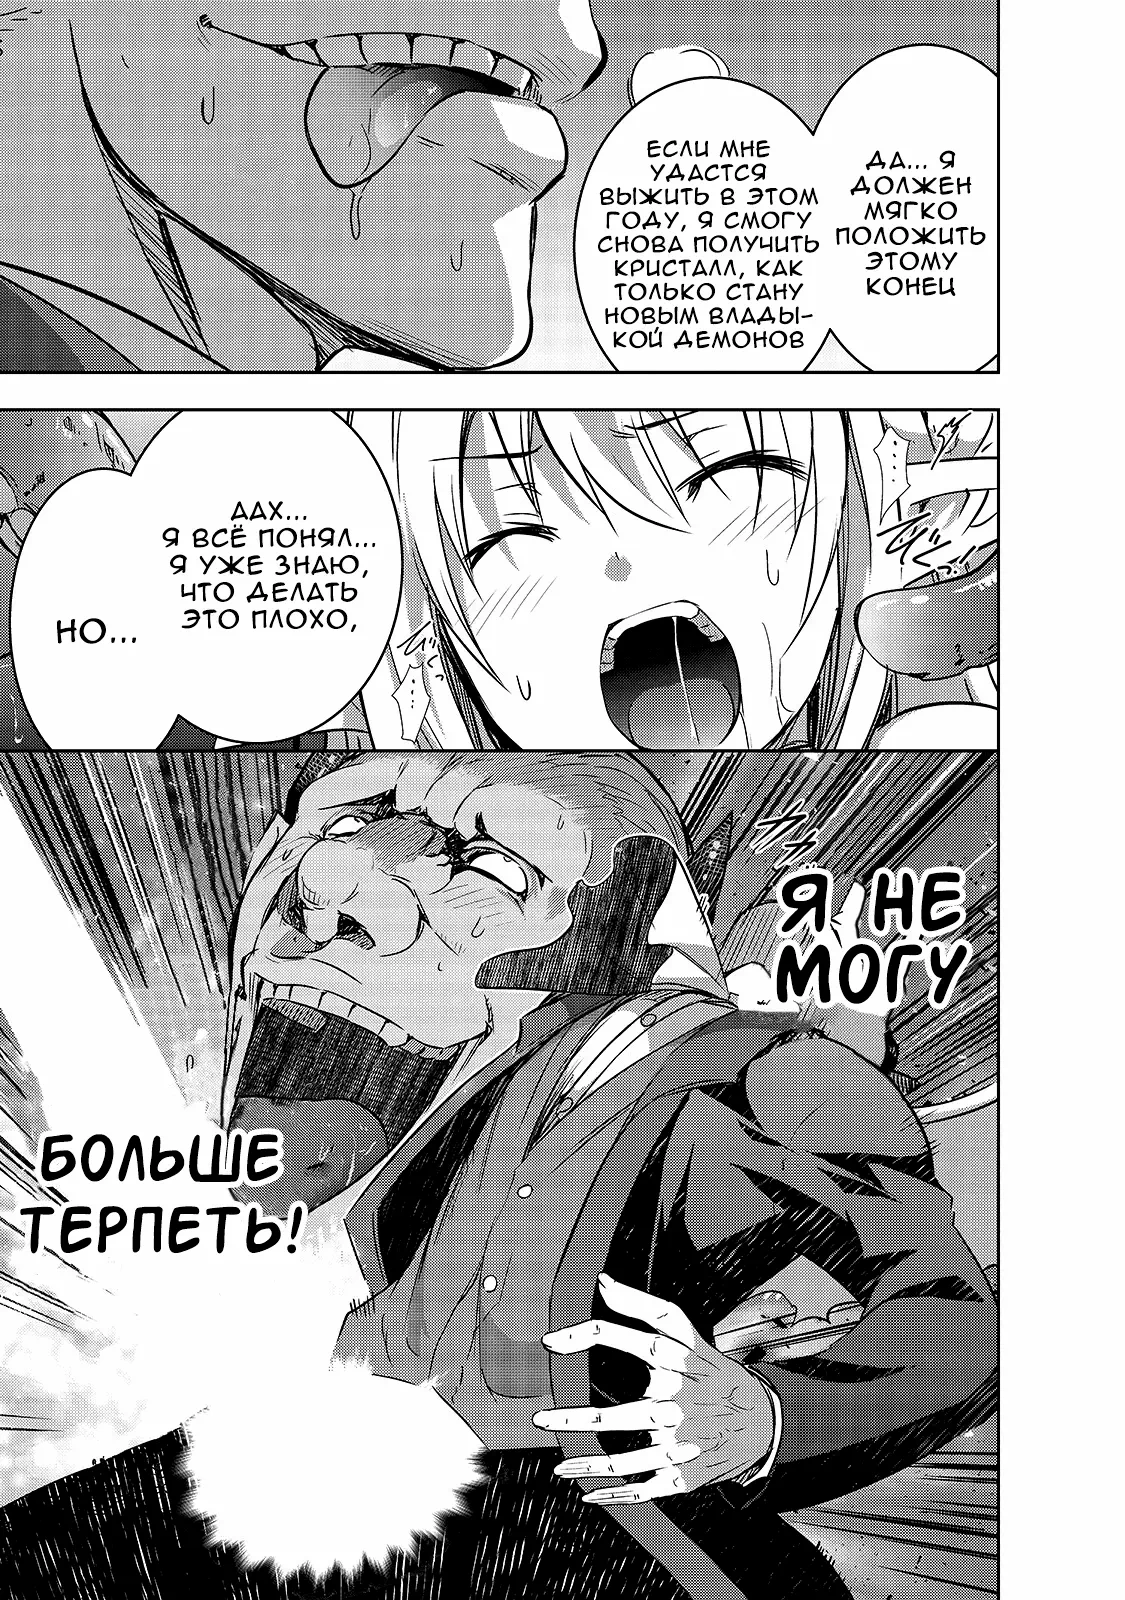 ДА... Я
ДОЛЖЕН
МЯГКО
ПОЛОЖИТЬ
ЭТОМУ
КОНЕЦ
ЕСЛИ МНЕ
УДАСТСЯ
ВЫЖИТЬ В ЭТОМ
ГОДУ, Я СМОГУ
СНОВА ПОЛУЧИТЬ
КРИСТАЛЛ, КАК
ТОЛЬКО СТАНУ
НОВЫМ ВЛАДЫ-
КОЙ ДЕМОНОВ
ААХ...
Я ВСЁ ПОНЯЛ...
Я УЖЕ ЗНАЮ,
ЧТО ДЕЛАТЬ
ЭТО ПЛОХО,
НО...
Я НЕ
МОГУ
БОЛЬШЕ
ТЕРПЕТЬ!